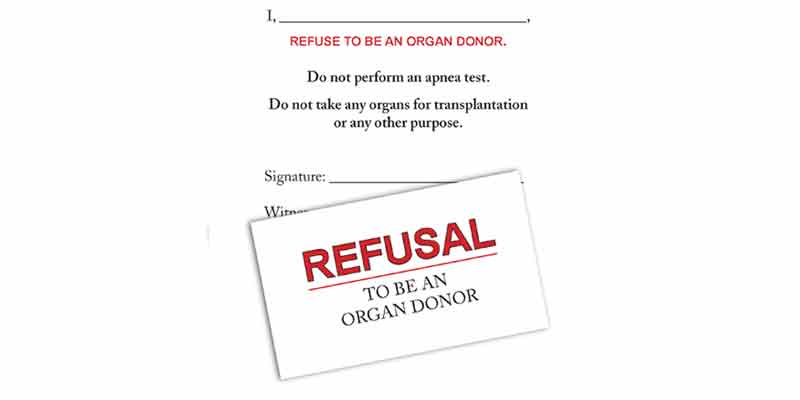 I, ______________________________,
REFUSE TO BE AN ORGAN DONOR.
Do not perform an apnea test.
Do not take any organs for transplantation
or any other purpose.
Signature: ______________________
REFUSAL
TO BE AN
ORGAN DONOR